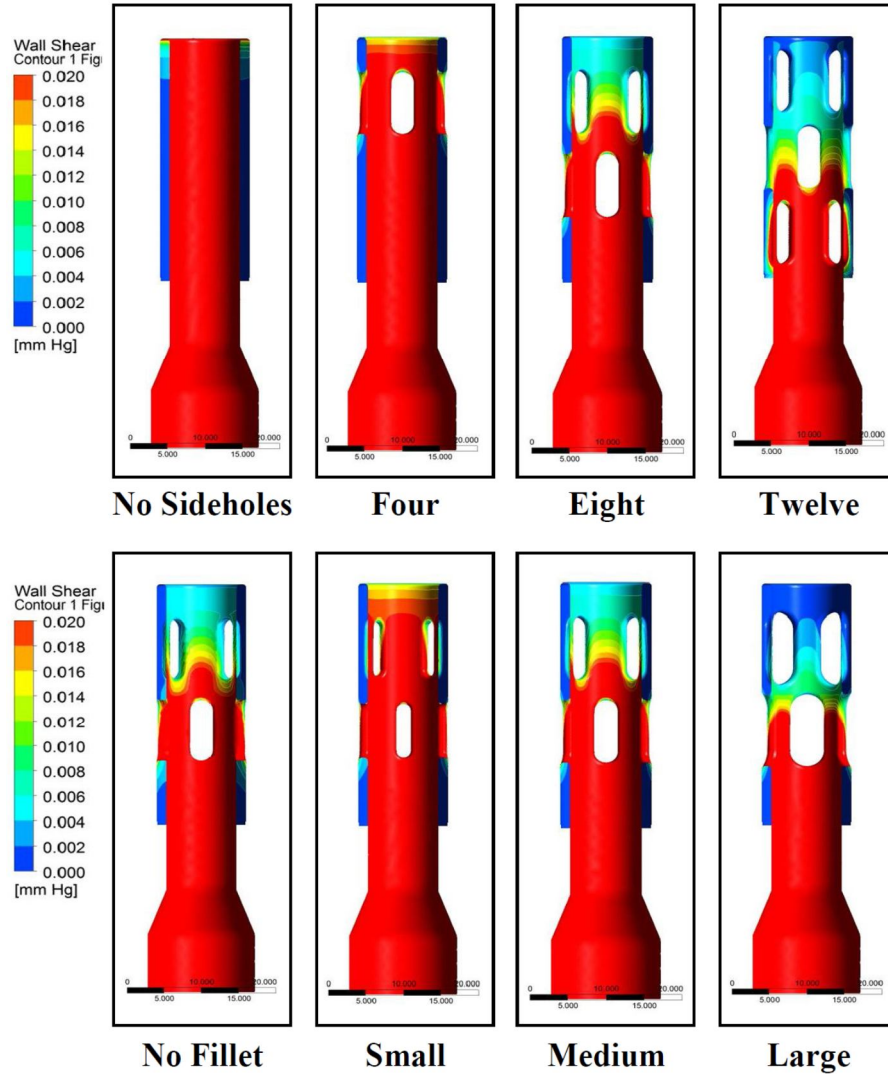 Wall Shear
Contour 1 Figu
0.020
0.018
0.016
0.014
0.012
0.010
0.008
0.006
0.004
0.002
0.000
[mm Hg]
0 10.000 20.000
5.000 15.000
0 10.000 20.000
5.000 15.000
0 10.000 20.000
5.000 15.000
0 10.000 20.000
5.000 15.000
No Sideholes Four Eight Twelve
Wall Shear
Contour 1 Figu
0.020
0.018
0.016
0.014
0.012
0.010
0.008
0.006
0.004
0.002
0.000
[mm Hg]
0 10.000 20.000
5.000 15.000
0 10.000 20.000
5.000 15.000
0 10.000 20.000
5.000 15.000
0 10.000 20.000
5.000 15.000
No Fillet Small Medium Large